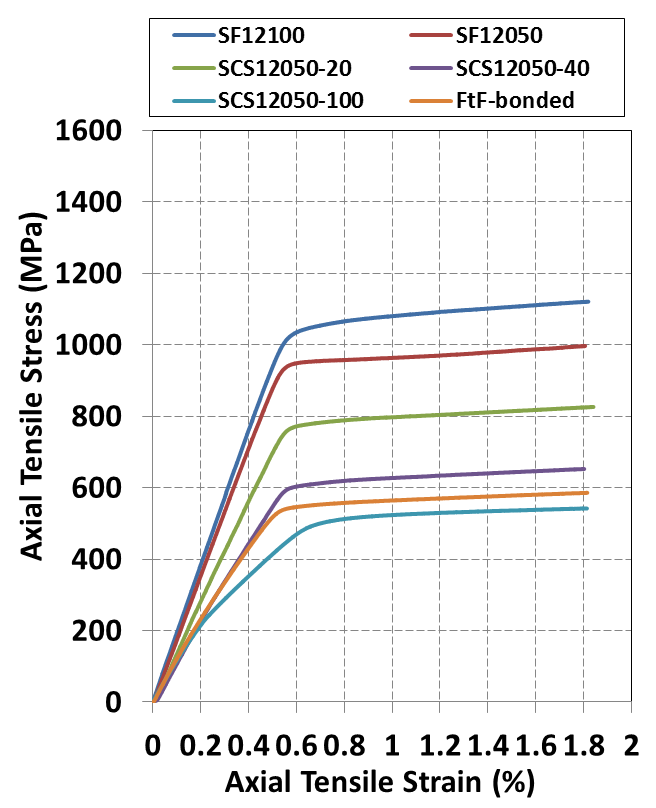 SF12100 SF12050
SCS12050-20 SCS12050-40
SCS12050-100 FtF-bonded
1600
1400
1200
1000
800
600
400
200
0
Axial Tensile Stress (MPa)
0 0.2 0.4 0.6 0.8 1 1.2 1.4 1.6 1.8 2
Axial Tensile Strain (%)